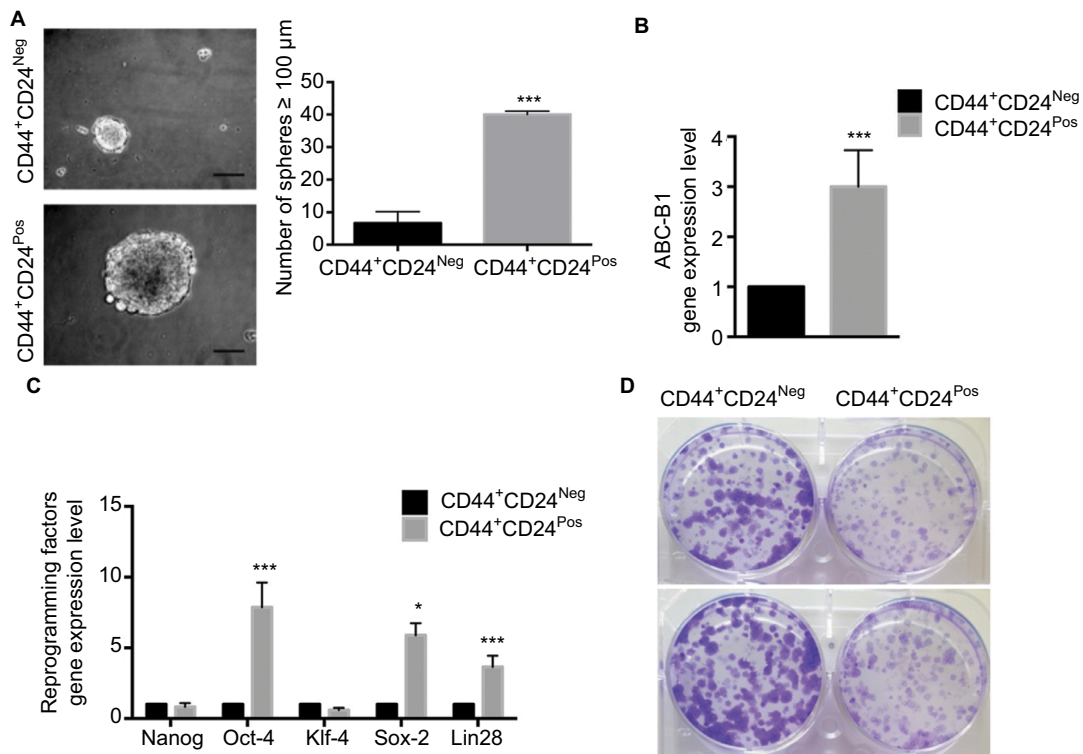 A
CD44⁺CD24ᴺᵉᵍ
CD44⁺CD24ᴾᵒˢ
Number of spheres ≥ 100 μm
50
40
30
20
10
0
***
CD44⁺CD24ᴺᵉᵍ
CD44⁺CD24ᴾᵒˢ
B
ABC-B1
gene expression level
4
3
2
1
0
***
CD44⁺CD24ᴺᵉᵍ
CD44⁺CD24ᴾᵒˢ
C
Reprogramming factors
gene expression level
15
10
5
0
***
*
***
CD44⁺CD24ᴺᵉᵍ
CD44⁺CD24ᴾᵒˢ
Nanog Oct-4 Klf-4 Sox-2 Lin28
D
CD44⁺CD24ᴺᵉᵍ CD44⁺CD24ᴾᵒˢ